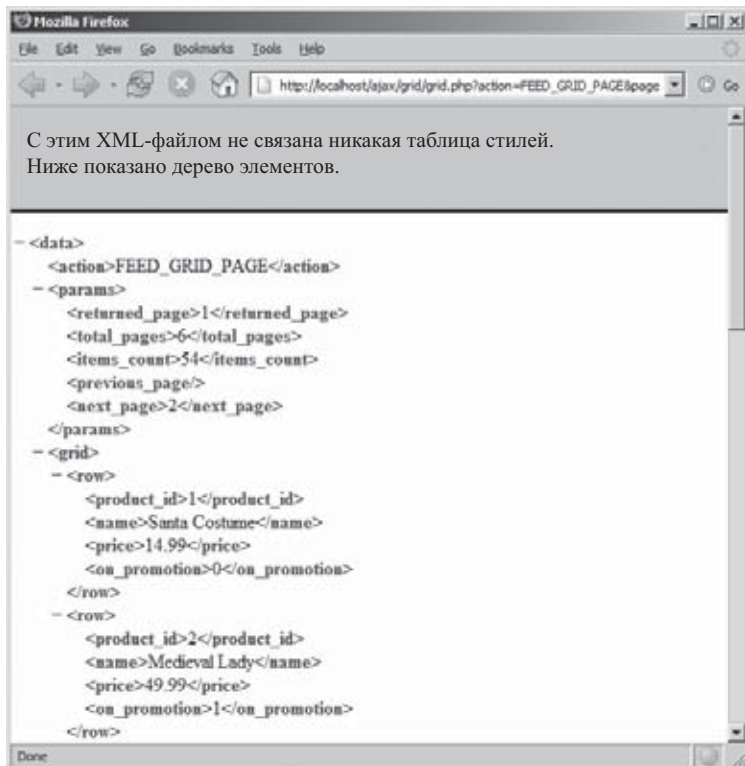 Mozilla Firefox
File Edit View Go Bookmarks Tools Help
http://localhost/ajax/grid/grid.php?action=FEED_GRID_PAGE&page Go
С этим XML-файлом не связана никакая таблица стилей.
Ниже показано дерево элементов.
− <data>
<action>FEED_GRID_PAGE</action>
− <params>
<returned_page>1</returned_page>
<total_pages>6</total_pages>
<items_count>54</items_count>
<previous_page/>
<next_page>2</next_page>
</params>
− <grid>
− <row>
<product_id>1</product_id>
<name>Santa Costume</name>
<price>14.99</price>
<on_promotion>0</on_promotion>
</row>
− <row>
<product_id>2</product_id>
<name>Medieval Lady</name>
<price>49.99</price>
<on_promotion>1</on_promotion>
</row>
Done